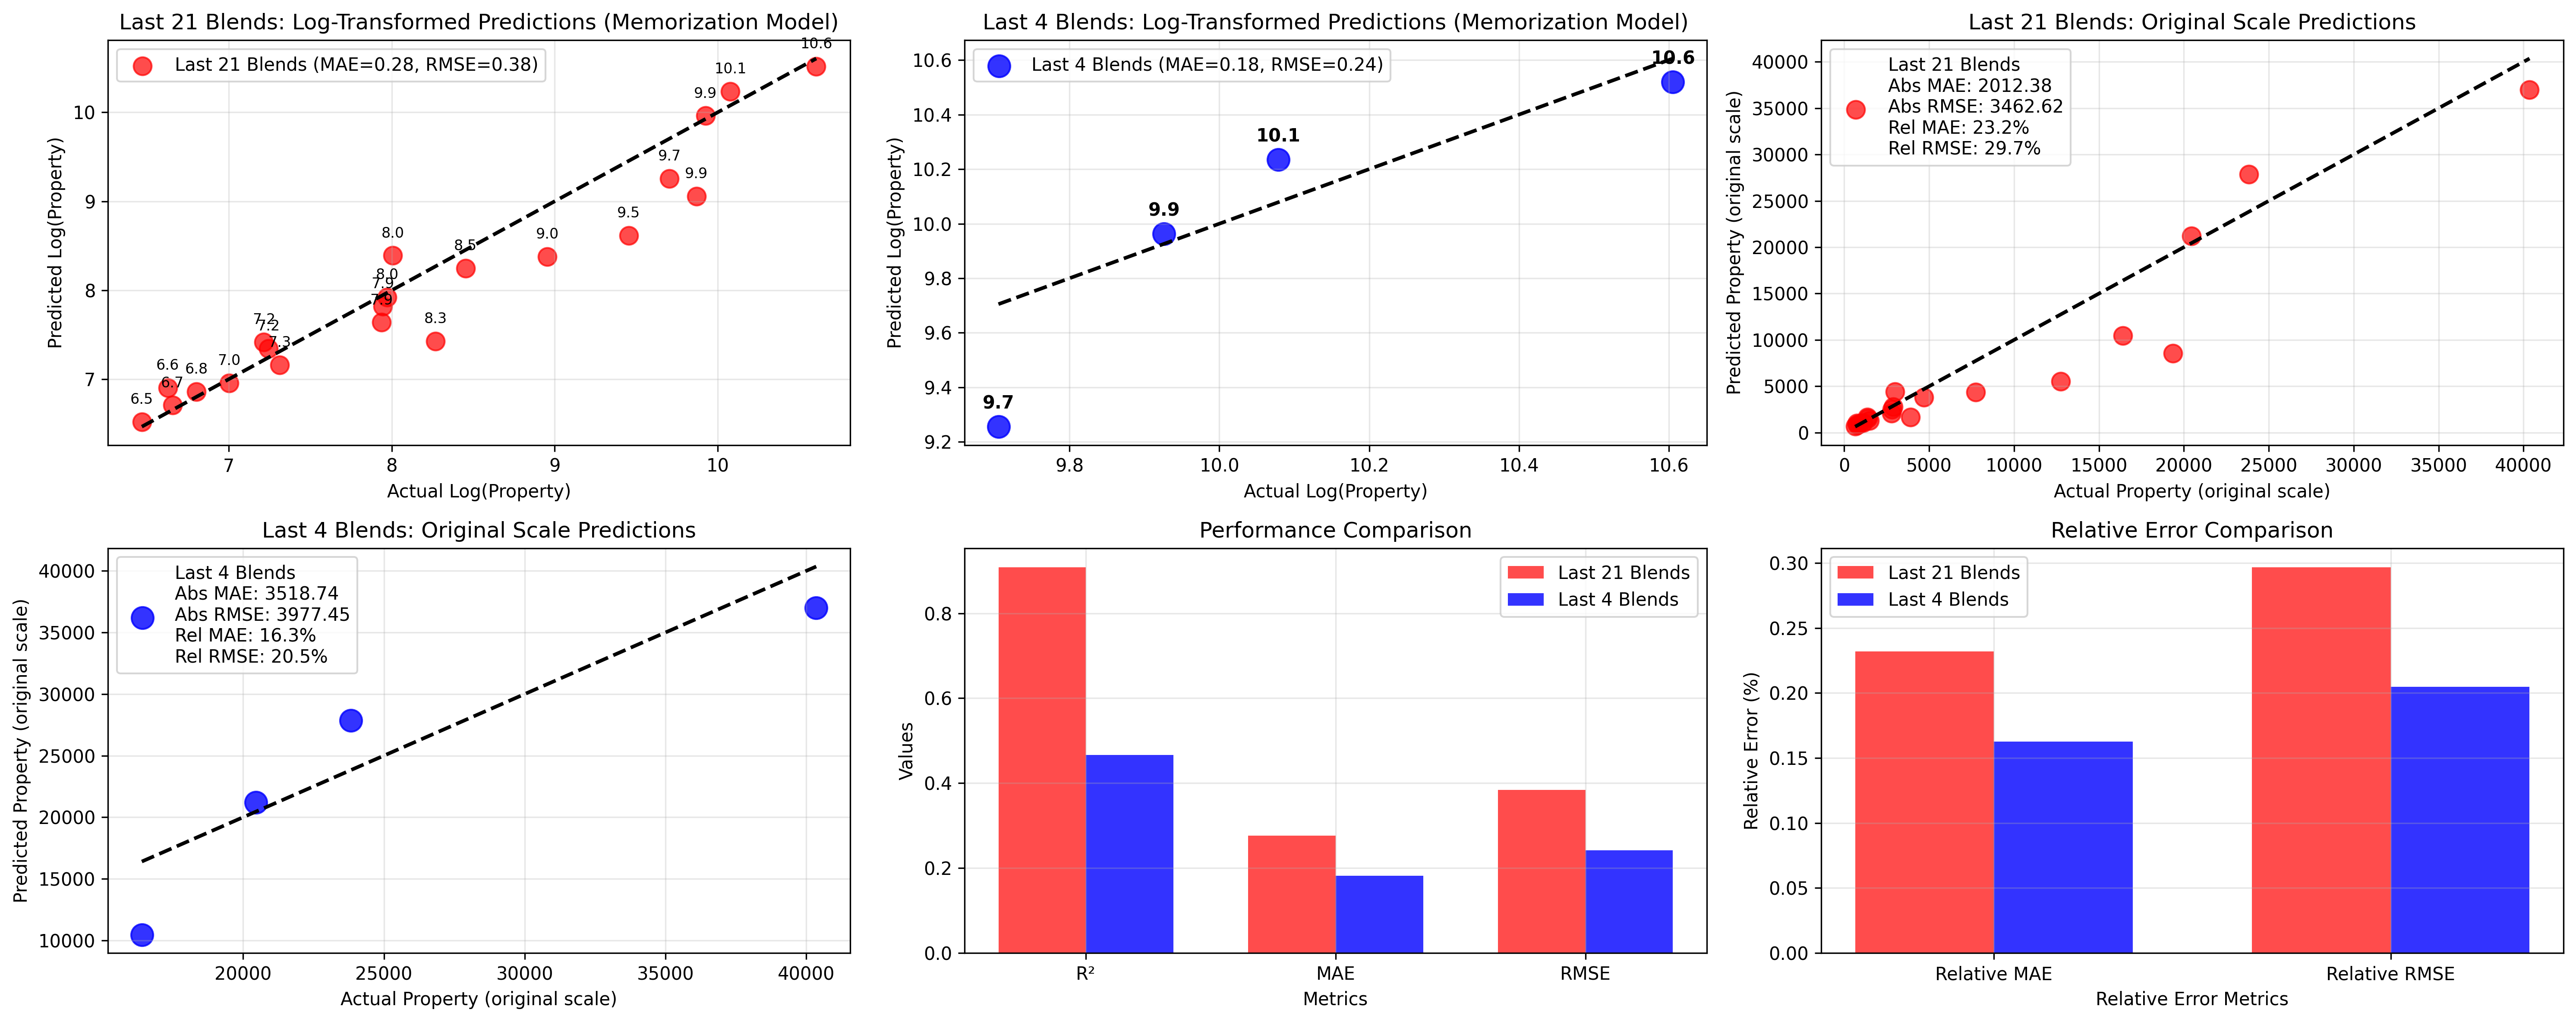 Last 21 Blends: Log-Transformed Predictions (Memorization Model)
Last 21 Blends (MAE=0.28, RMSE=0.38)
10.6
10.1
9.9
9.7
9.9
9.5
9.0
8.5
8.0
8.0
7.9
7.9
8.3
7.2
7.2
7.3
7.0
6.8
6.6
6.7
6.5
10
9
8
7
Predicted Log(Property)
7 8 9 10
Actual Log(Property)
Last 4 Blends: Log-Transformed Predictions (Memorization Model)
Last 4 Blends (MAE=0.18, RMSE=0.24)
10.6
10.1
9.9
9.7
10.6
10.4
10.2
10.0
9.8
9.6
9.4
9.2
Predicted Log(Property)
9.8 10.0 10.2 10.4 10.6
Actual Log(Property)
Last 21 Blends: Original Scale Predictions
Last 21 Blends
Abs MAE: 2012.38
Abs RMSE: 3462.62
Rel MAE: 23.2%
Rel RMSE: 29.7%
40000
35000
30000
25000
20000
15000
10000
5000
0
Predicted Property (original scale)
0 5000 10000 15000 20000 25000 30000 35000 40000
Actual Property (original scale)
Last 4 Blends: Original Scale Predictions
Last 4 Blends
Abs MAE: 3518.74
Abs RMSE: 3977.45
Rel MAE: 16.3%
Rel RMSE: 20.5%
40000
35000
30000
25000
20000
15000
10000
Predicted Property (original scale)
20000 25000 30000 35000 40000
Actual Property (original scale)
Performance Comparison
Last 21 Blends
Last 4 Blends
0.8
0.6
0.4
0.2
0.0
Values
R² MAE RMSE
Metrics
Relative Error Comparison
Last 21 Blends
Last 4 Blends
0.30
0.25
0.20
0.15
0.10
0.05
0.00
Relative Error (%)
Relative MAE Relative RMSE
Relative Error Metrics